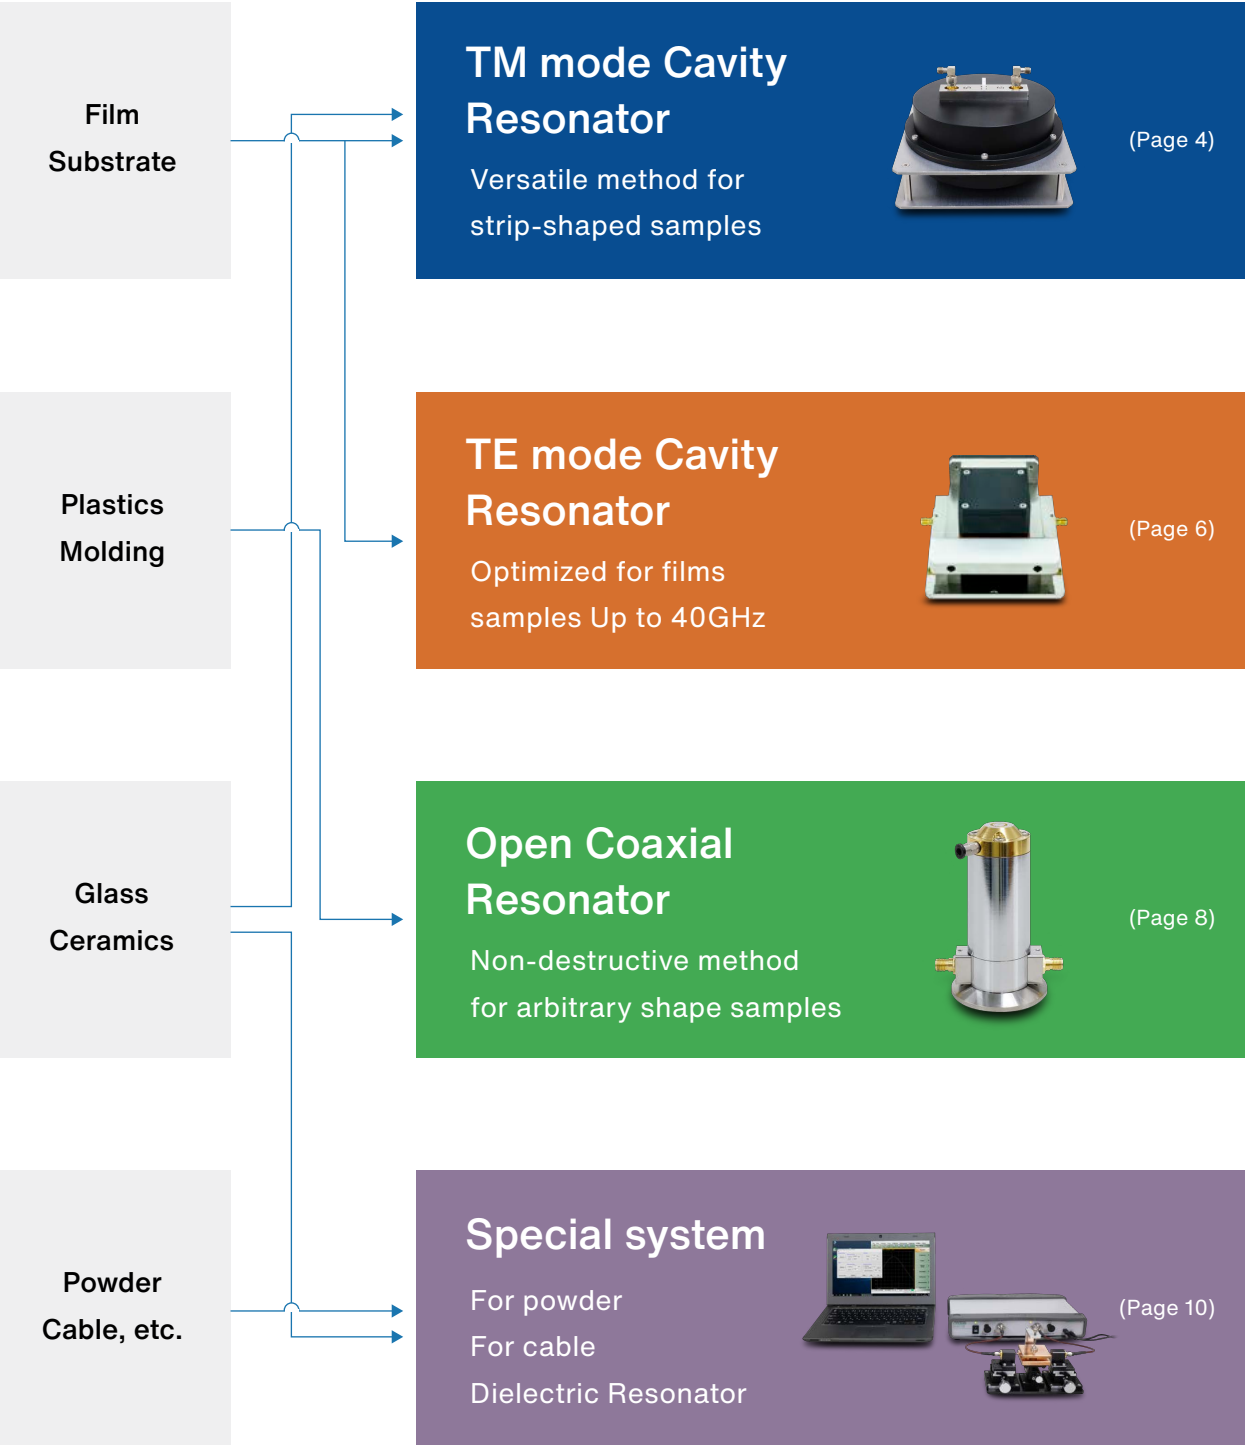 Film
Substrate
TM mode Cavity
Resonator
Versatile method for
strip-shaped samples
(Page 4)
Plastics
Molding
TE mode Cavity
Resonator
Optimized for films
samples Up to 40GHz
(Page 6)
Glass
Ceramics
Open Coaxial
Resonator
Non-destructive method
for arbitrary shape samples
(Page 8)
Powder
Cable, etc.
Special system
For powder
For cable
Dielectric Resonator
(Page 10)